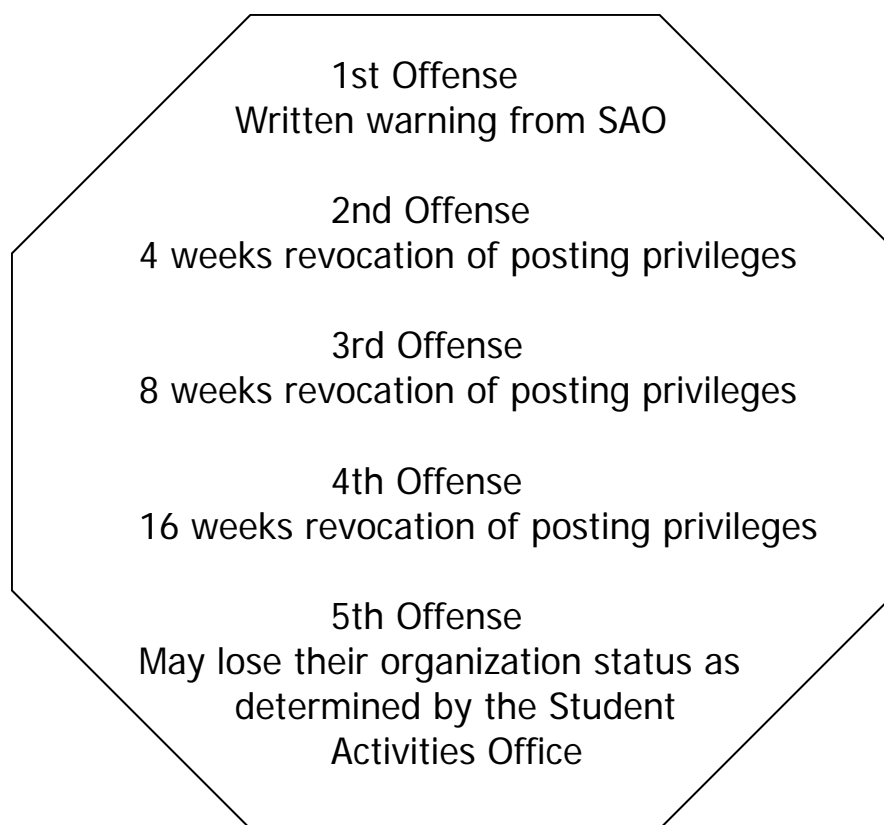 1st Offense
Written warning from SAO
2nd Offense
4 weeks revocation of posting privileges
3rd Offense
8 weeks revocation of posting privileges
4th Offense
16 weeks revocation of posting privileges
5th Offense
May lose their organization status as
determined by the Student
Activities Office